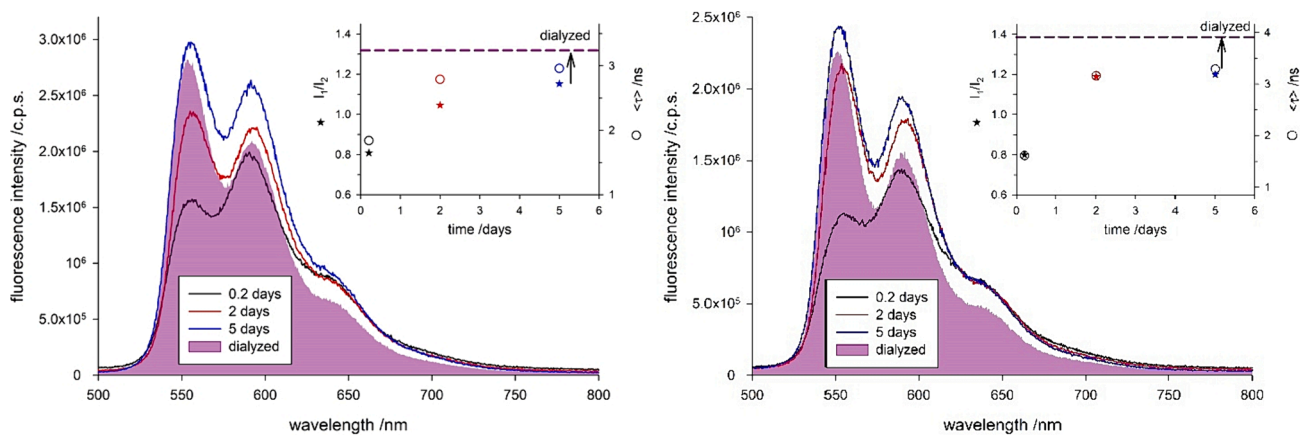 fluorescence intensity /c.p.s.
3.0x10⁶
2.5x10⁶
2.0x10⁶
1.5x10⁶
10⁶
5.0x10⁵
0
500
550
600
650
700
750
800
wavelength /nm
0.2 days
2 days
5 days
dialyzed
dialyzed
I₁/I₂
1.4
1.2
1.0
0.8
0.6
0
1
2
3
4
5
6
time /days
4
3
2
1
<τ> /ns
fluorescence intensity /c.p.s.
2.5x10⁶
2.0x10⁶
1.5x10⁶
10⁶
5.0x10⁵
0
500
550
600
650
700
750
800
wavelength /nm
0.2 days
2 days
5 days
dialyzed
dialyzed
I₁/I₂
1.4
1.2
1.0
0.8
0.6
0
1
2
3
4
5
6
time /days
4
3
2
1
<τ> /ns